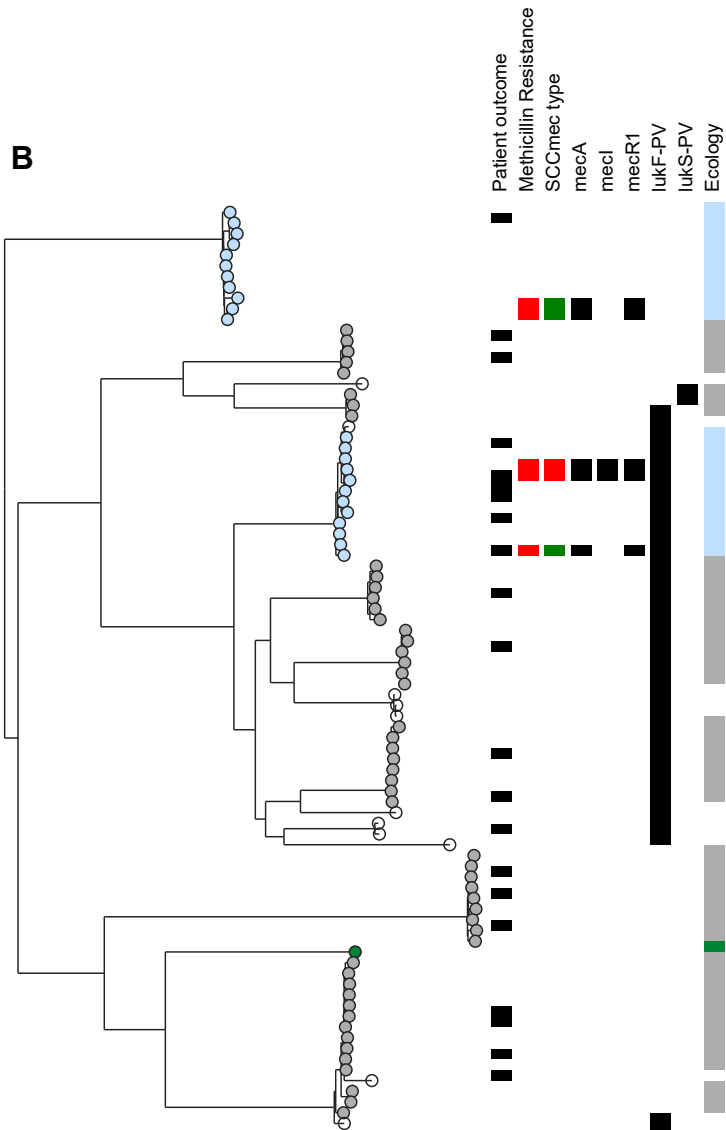 B
Patient outcome
Methicillin Resistance
SCCmec type
mecA
mecI
mecR1
lukF-PV
lukS-PV
Ecology